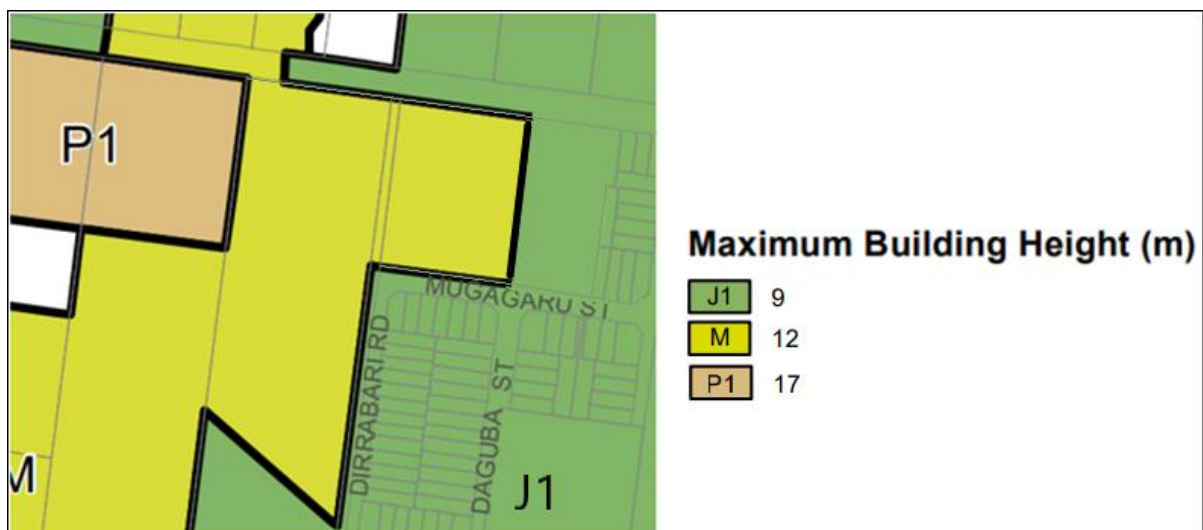 P1
MUGAGARU ST
DIRRABARI RD
DAGUBA ST
M
J1
Maximum Building Height (m)
J1 9
M 12
P1 17